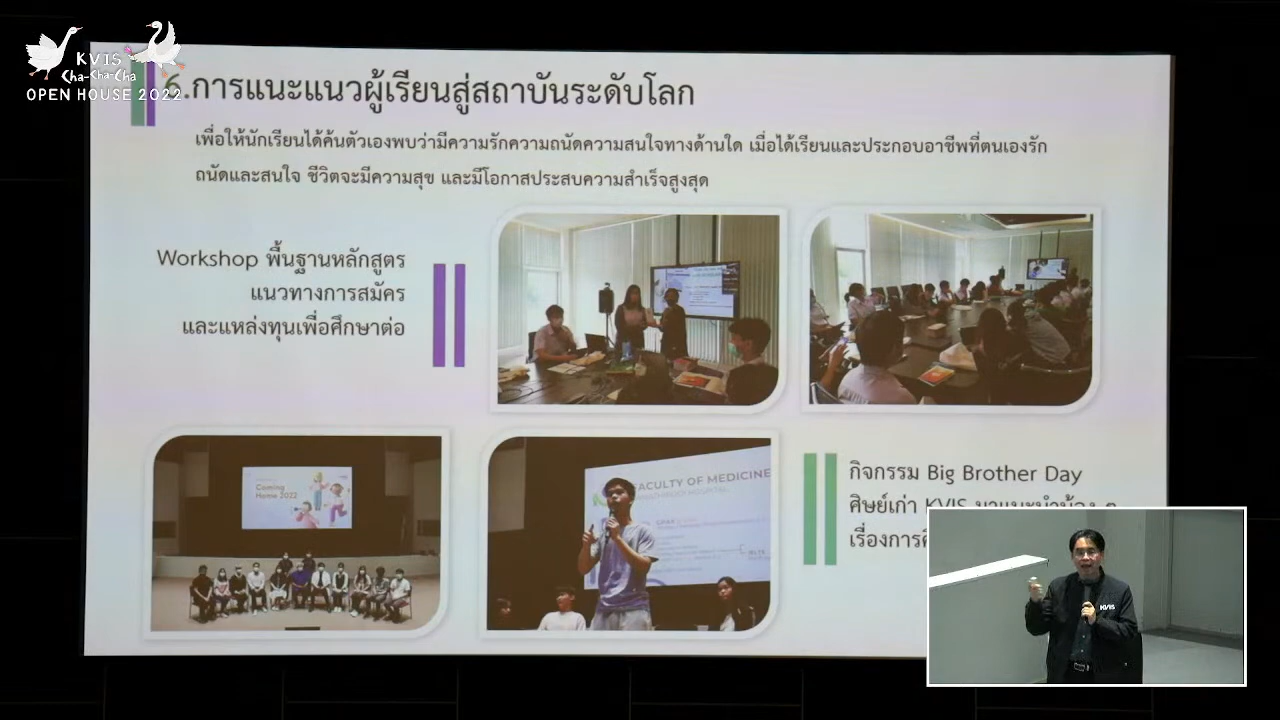 KVIS
Cha-Cha-Cha
OPEN HOUSE 2022
6.การแนะแนวผู้เรียนสู่สถาบันระดับโลก
เพื่อให้นักเรียนได้ค้นตัวเองพบว่ามีความรักความถนัดความสนใจทางด้านใด เมื่อได้เรียนและประกอบอาชีพที่ตนเองรัก
ถนัดและสนใจ ชีวิตจะมีความสุข และมีโอกาสประสบความสำเร็จสูงสุด
Workshop พื้นฐานหลักสูตร
แนวทางการสมัคร
และแหล่งทุนเพื่อศึกษาต่อ
Coming
Home 2022
FACULTY OF MEDICINE
กิจกรรม Big Brother Day
ศิษย์เก่า KVIS มาแนะนำน้อง ๆ
เรื่องการ
KVIS